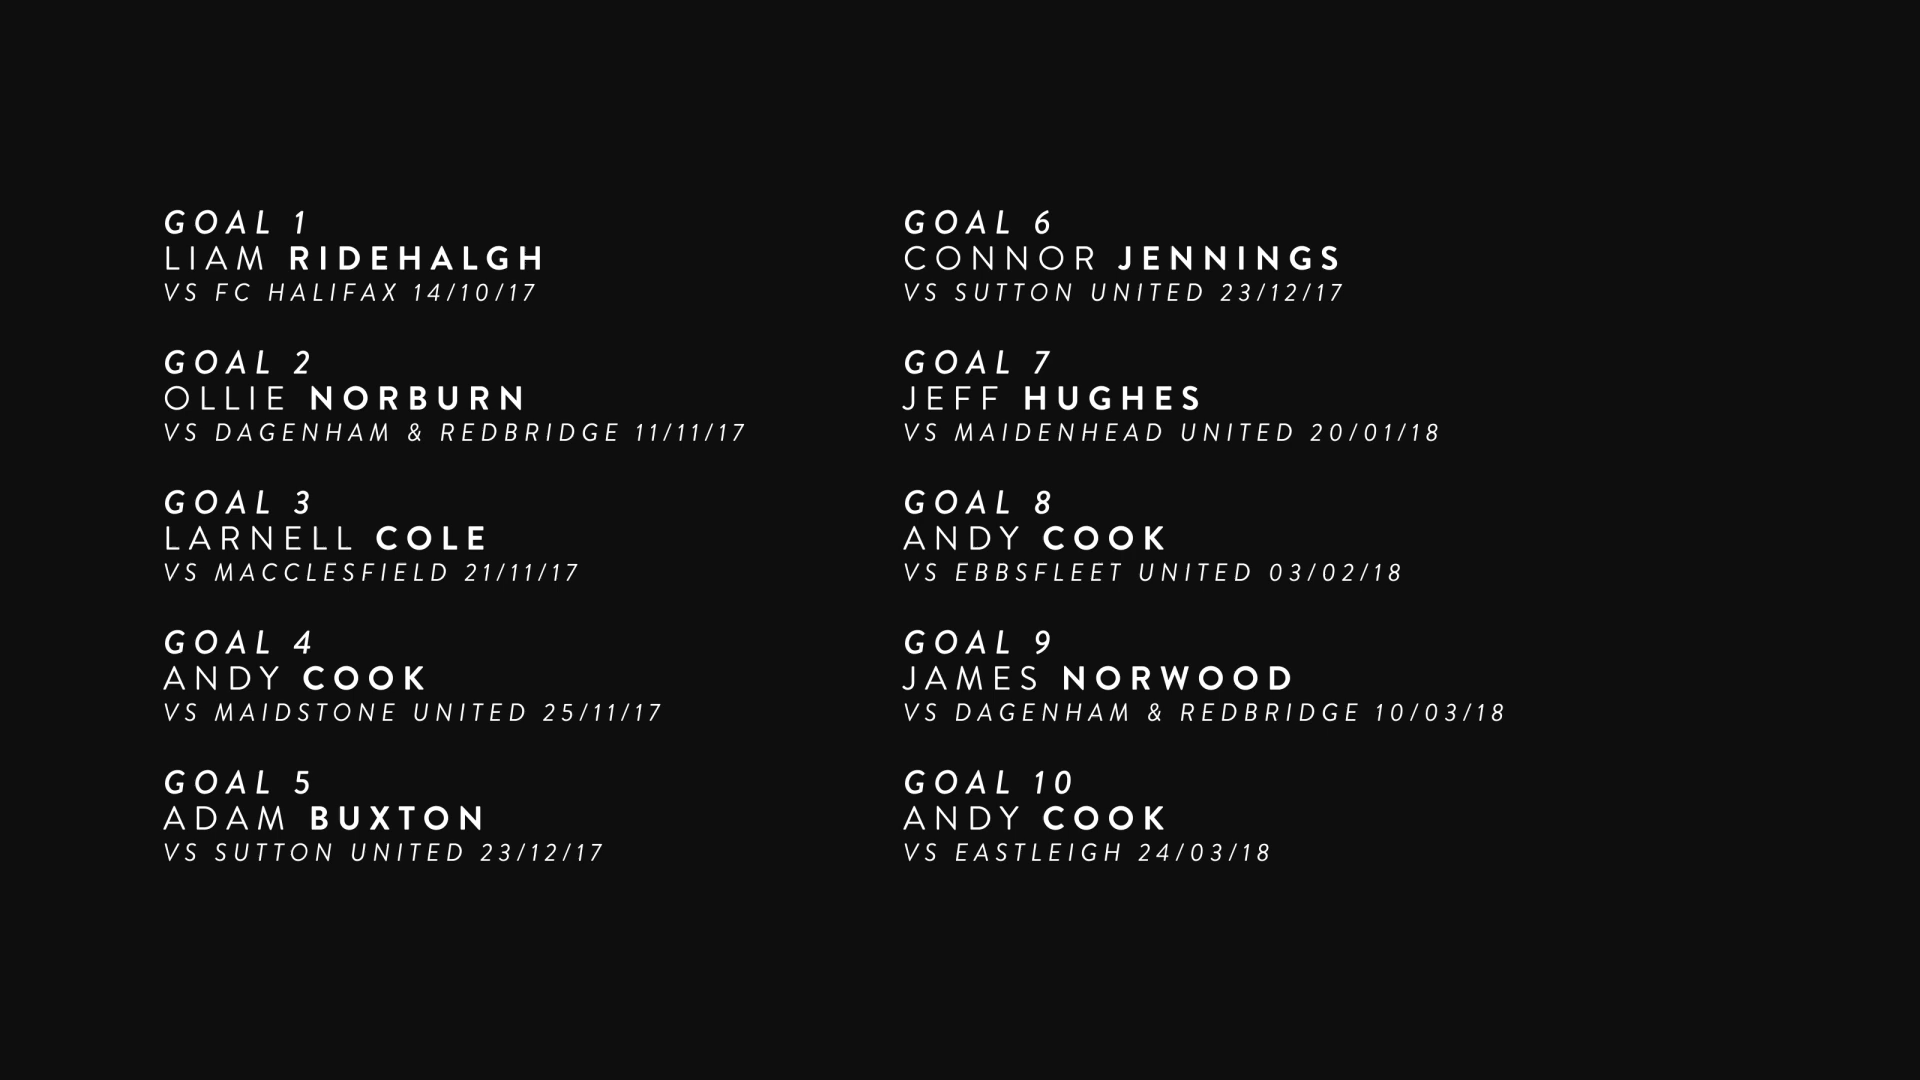 GOAL 1
LIAM RIDEHALGH
VS FC HALIFAX 14/10/17
GOAL 2
OLLIE NORBURN
VS DAGENHAM & REDBRIDGE 11/11/17
GOAL 3
LARNELL COLE
VS MACCLESFIELD 21/11/17
GOAL 4
ANDY COOK
VS MAIDSTONE UNITED 25/11/17
GOAL 5
ADAM BUXTON
VS SUTTON UNITED 23/12/17
GOAL 6
CONNOR JENNINGS
VS SUTTON UNITED 23/12/17
GOAL 7
JEFF HUGHES
VS MAIDENHEAD UNITED 20/01/18
GOAL 8
ANDY COOK
VS EBBSFLEET UNITED 03/02/18
GOAL 9
JAMES NORWOOD
VS DAGENHAM & REDBRIDGE 10/03/18
GOAL 10
ANDY COOK
VS EASTLEIGH 24/03/18